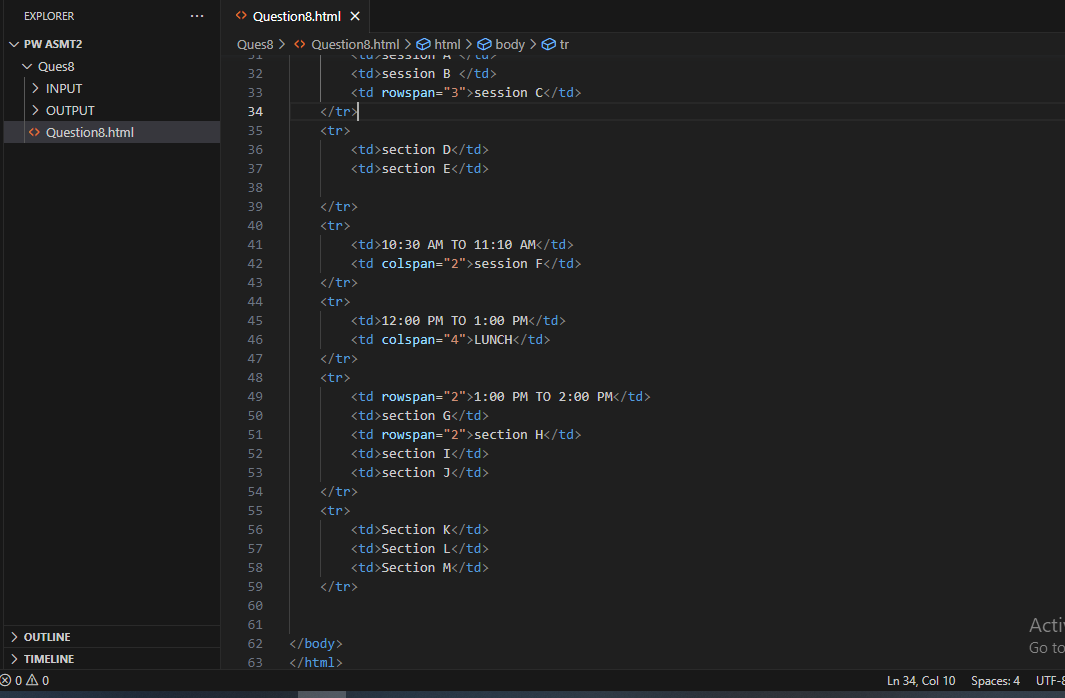 EXPLORER ···
PW ASMT2
Ques8
INPUT
OUTPUT
<> Question8.html
OUTLINE
TIMELINE
<> Question8.html ×
Ques8 > <> Question8.html > html > body > tr
31 <td>session A </td>
32 <td>session B </td>
33 <td rowspan="3">session C</td>
34 </tr>
35 <tr>
36 <td>section D</td>
37 <td>section E</td>
38
39 </tr>
40 <tr>
41 <td>10:30 AM TO 11:10 AM</td>
42 <td colspan="2">session F</td>
43 </tr>
44 <tr>
45 <td>12:00 PM TO 1:00 PM</td>
46 <td colspan="4">LUNCH</td>
47 </tr>
48 <tr>
49 <td rowspan="2">1:00 PM TO 2:00 PM</td>
50 <td>section G</td>
51 <td rowspan="2">section H</td>
52 <td>section I</td>
53 <td>section J</td>
54 </tr>
55 <tr>
56 <td>Section K</td>
57 <td>Section L</td>
58 <td>Section M</td>
59 </tr>
60
61
62 </body>
63 </html>
Activ
Go to
0 0 Ln 34, Col 10 Spaces: 4 UTF-8